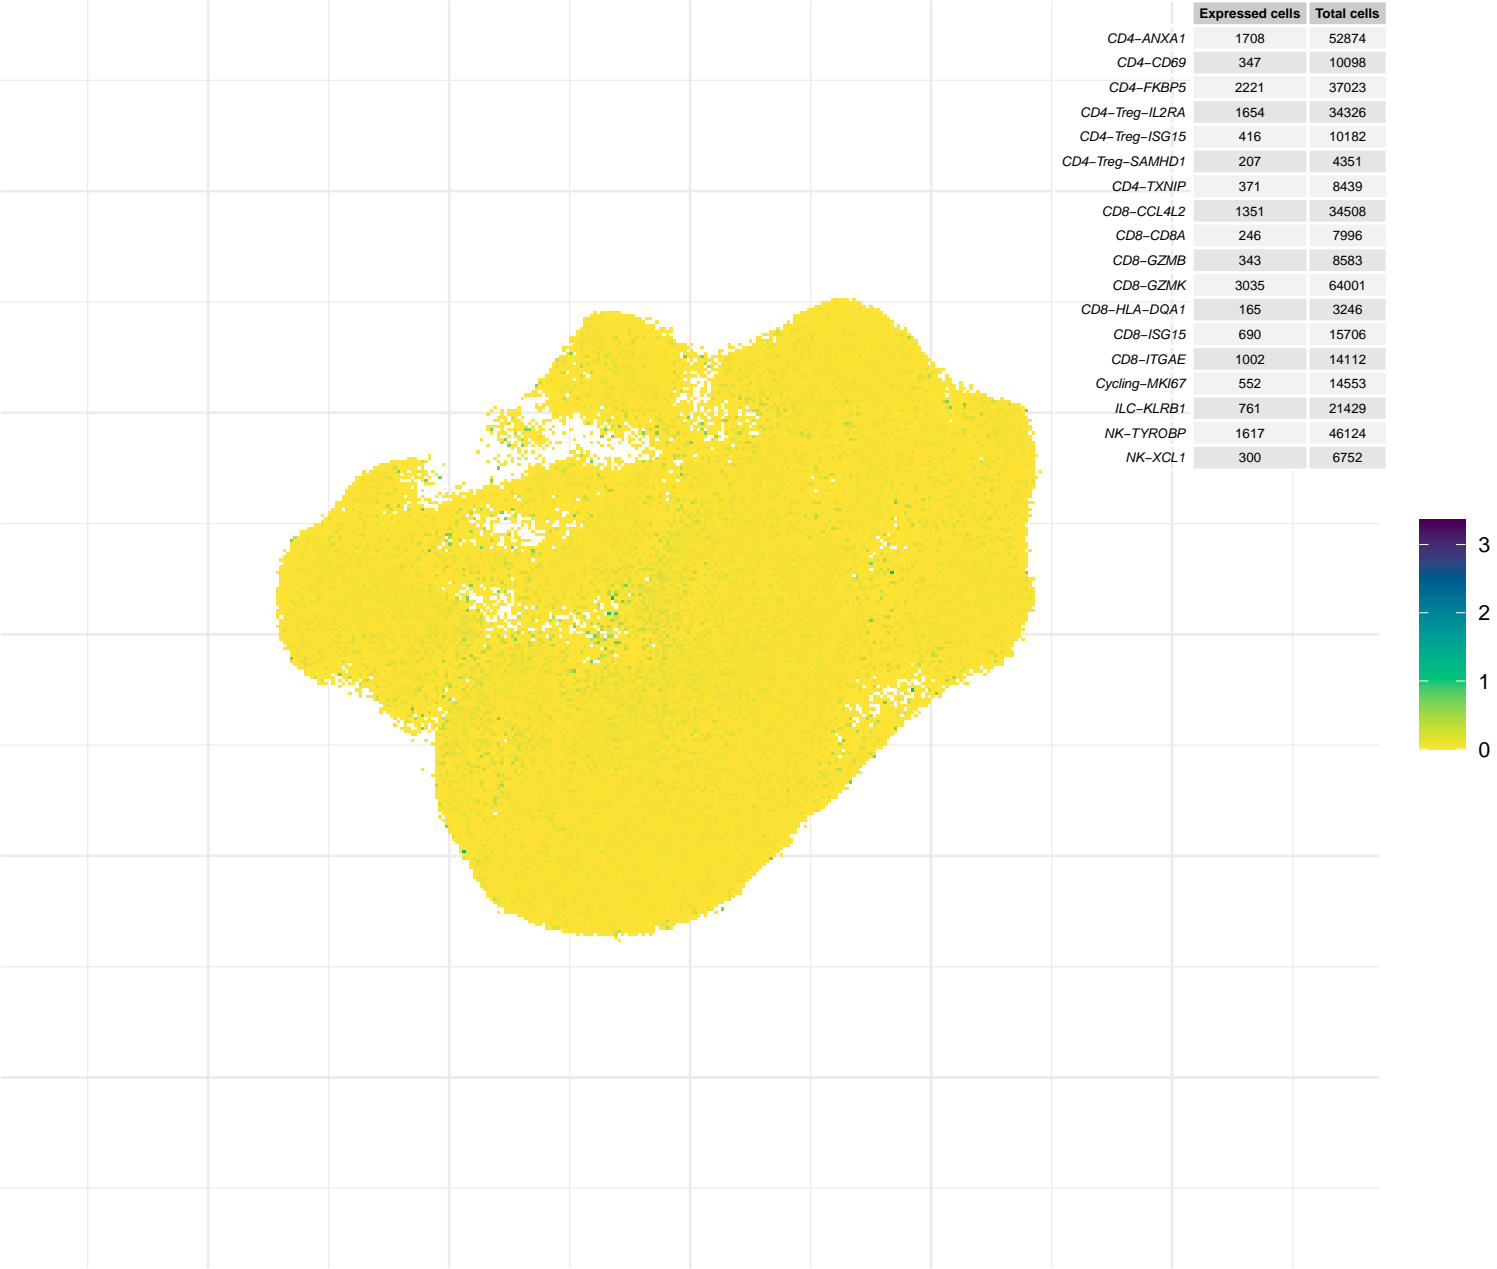 Expressed cells Total cells
CD4−ANXA1 1708 52874
CD4−CD69 347 10098
CD4−FKBP5 2221 37023
CD4−Treg−IL2RA 1654 34326
CD4−Treg−ISG15 416 10182
CD4−Treg−SAMHD1 207 4351
CD4−TXNIP 371 8439
CD8−CCL4L2 1351 34508
CD8−CD8A 246 7996
CD8−GZMB 343 8583
CD8−GZMK 3035 64001
CD8−HLA−DQA1 165 3246
CD8−ISG15 690 15706
CD8−ITGAE 1002 14112
Cycling−MKI67 552 14553
ILC−KLRB1 761 21429
NK−TYROBP 1617 46124
NK−XCL1 300 6752
3
2
1
0